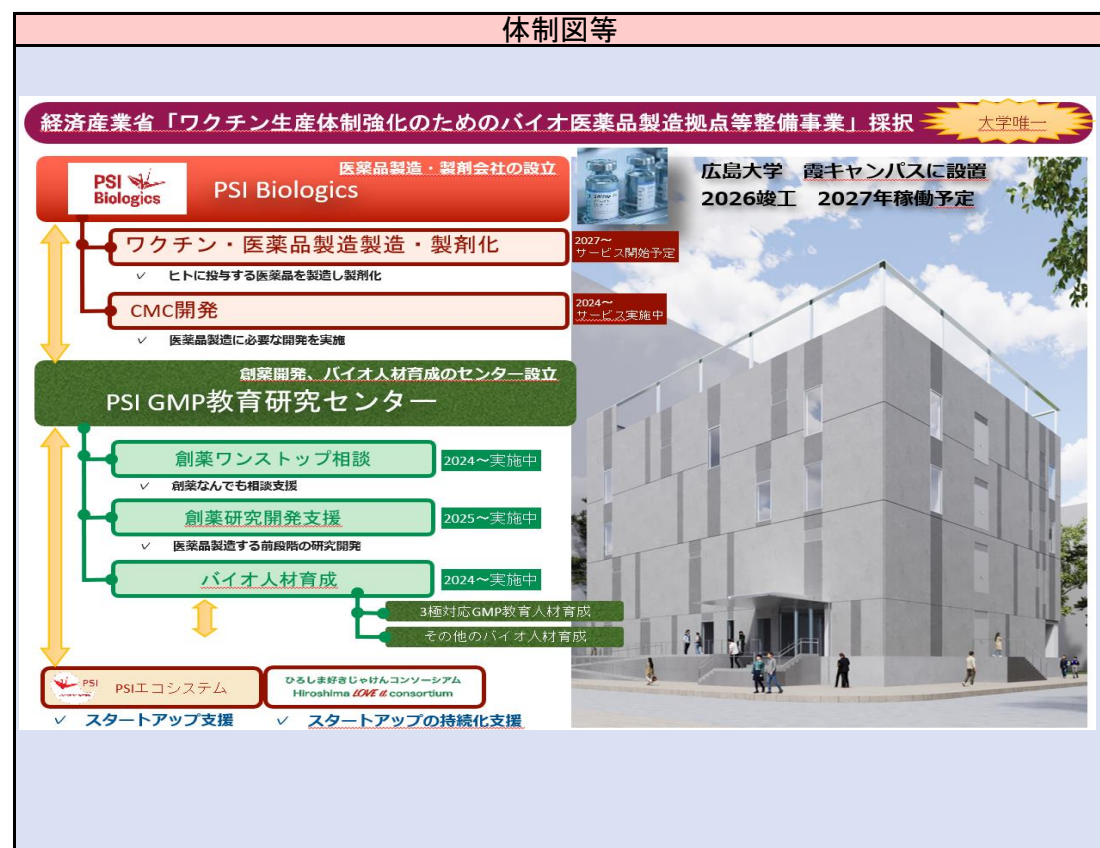 体制図等
経済産業省「ワクチン生産体制強化のためのバイオ医薬品製造拠点等整備事業」採択
大学唯一
医薬品製造・製剤会社の設立
PSI
Biologics
PSI Biologics
広島大学 霞キャンパスに設置
2026竣工 2027年稼働予定
ワクチン・医薬品製造製造・製剤化
2027～
サービス開始予定
✓ ヒトに投与する医薬品を製造し製剤化
CMC開発
2024～
サービス実施中
✓ 医薬品製造に必要な開発を実施
創薬開発、バイオ人材育成のセンター設立
PSI GMP教育研究センター
創薬ワンストップ相談
2024～実施中
✓ 創薬なんでも相談支援
創薬研究開発支援
2025～実施中
✓ 医薬品製造する前段階の研究開発
バイオ人材育成
2024～実施中
3極対応GMP教育人材育成
その他のバイオ人材育成
PSI
PSIエコシステム
ひろしま好きじゃけんコンソーシアム
Hiroshima LOVE it consortium
✓ スタートアップ支援
✓ スタートアップの持続化支援